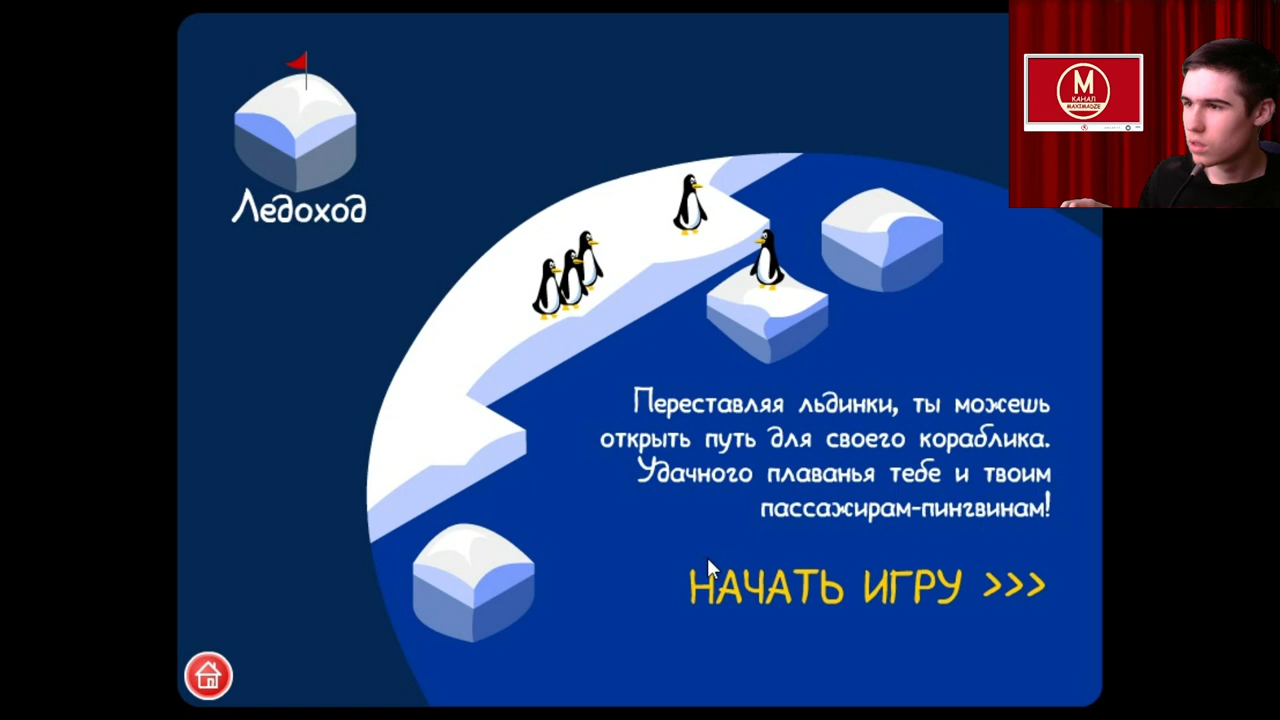 Ледоход
М
КАНАЛ
MAXIMADZE
Переставляя льдинки, ты можешь
открыть путь для своего кораблика.
Удачного плаванья тебе и твоим
пассажирам-пингвинам!
НАЧАТЬ ИГРУ >>>